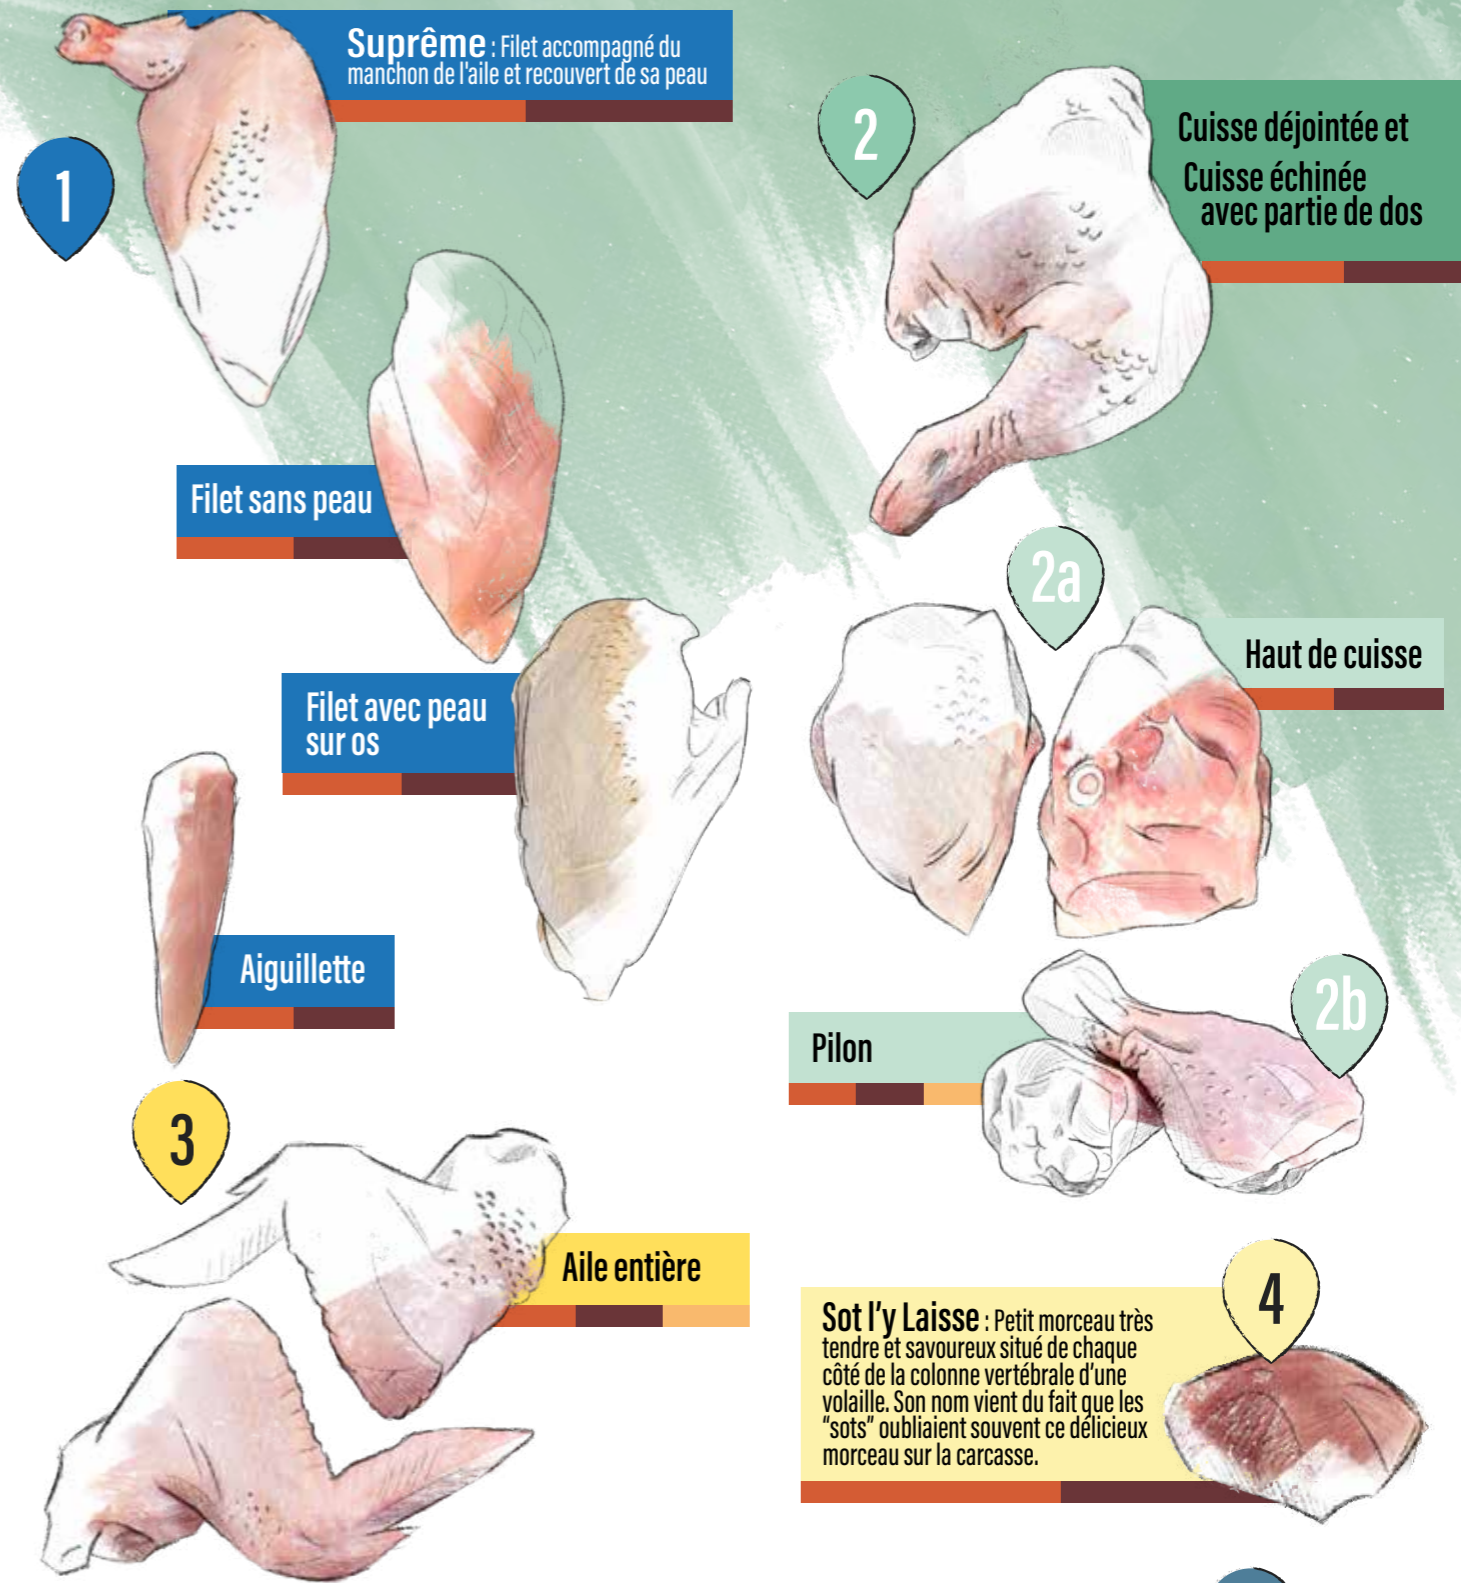 Suprême : Filet accompagné du
manchon de l'aile et recouvert de sa peau
1
Filet sans peau
Filet avec peau
sur os
Aiguillette
2
Cuisse déjointée et
Cuisse échinée
avec partie de dos
2a
Haut de cuisse
2b
Pilon
3
Aile entière
4
Sot l'y Laisse : Petit morceau très
tendre et savoureux situé de chaque
côté de la colonne vertébrale d'une
volaille. Son nom vient du fait que les
"sots" oubliaient souvent ce délicieux
morceau sur la carcasse.